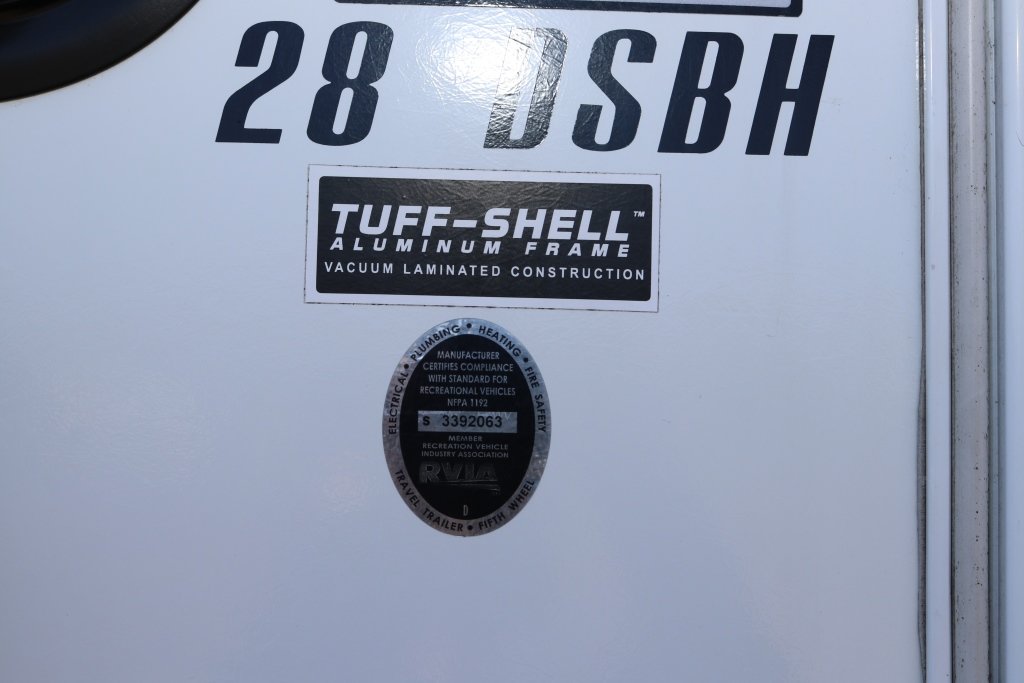 28 DSBH
TUFF-SHELL™
ALUMINUM FRAME
VACUUM LAMINATED CONSTRUCTION
ELECTRICAL • PLUMBING • HEATING • FIRE SAFETY
MANUFACTURER
CERTIFIES COMPLIANCE
WITH STANDARD FOR
RECREATIONAL VEHICLES
NFPA 1192
S 3392063
MEMBER
RECREATION VEHICLE
INDUSTRY ASSOCIATION
RVIA
D
TRAVEL TRAILER • FIFTH WHEEL